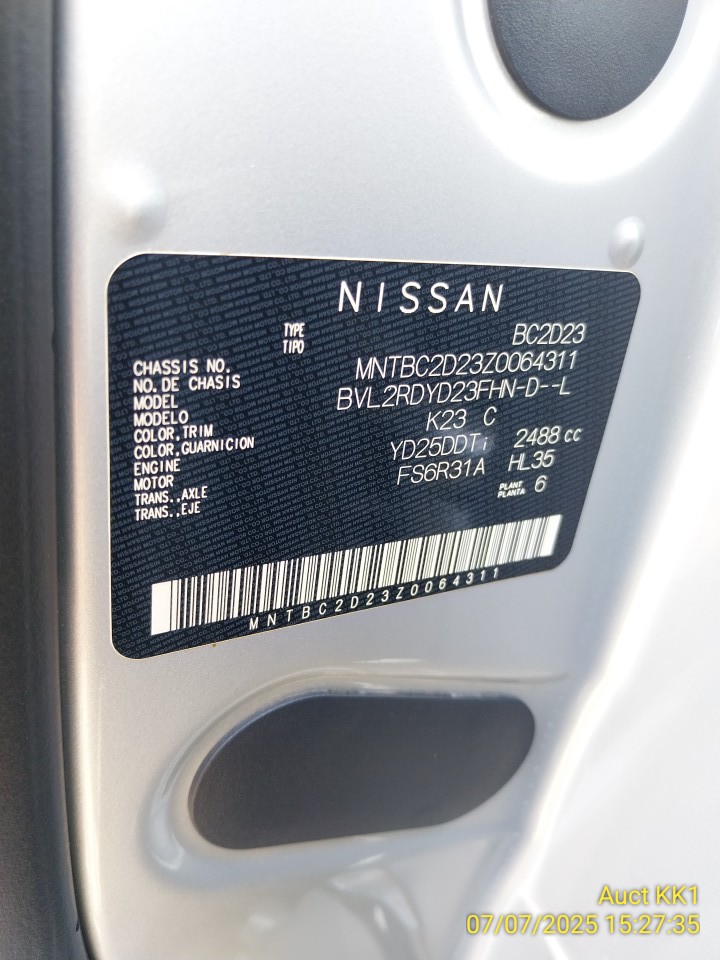 NISSAN
TYPE
TIPO BC2D23
CHASSIS NO.
NO. DE CHASIS MNTBC2D23Z0064311
MODEL
MODELO BVL2RDYD23FHN-D--L
COLOR, TRIM
COLOR, GUARNICION K23 C
ENGINE
MOTOR YD25DDTi 2488 cc
TRANS., AXLE
TRANS., EJE FS6R31A HL35
PLANT
PLANTA 6
MNTBC2D23Z0064311
Auct KK1
07/07/2025 15:27:35